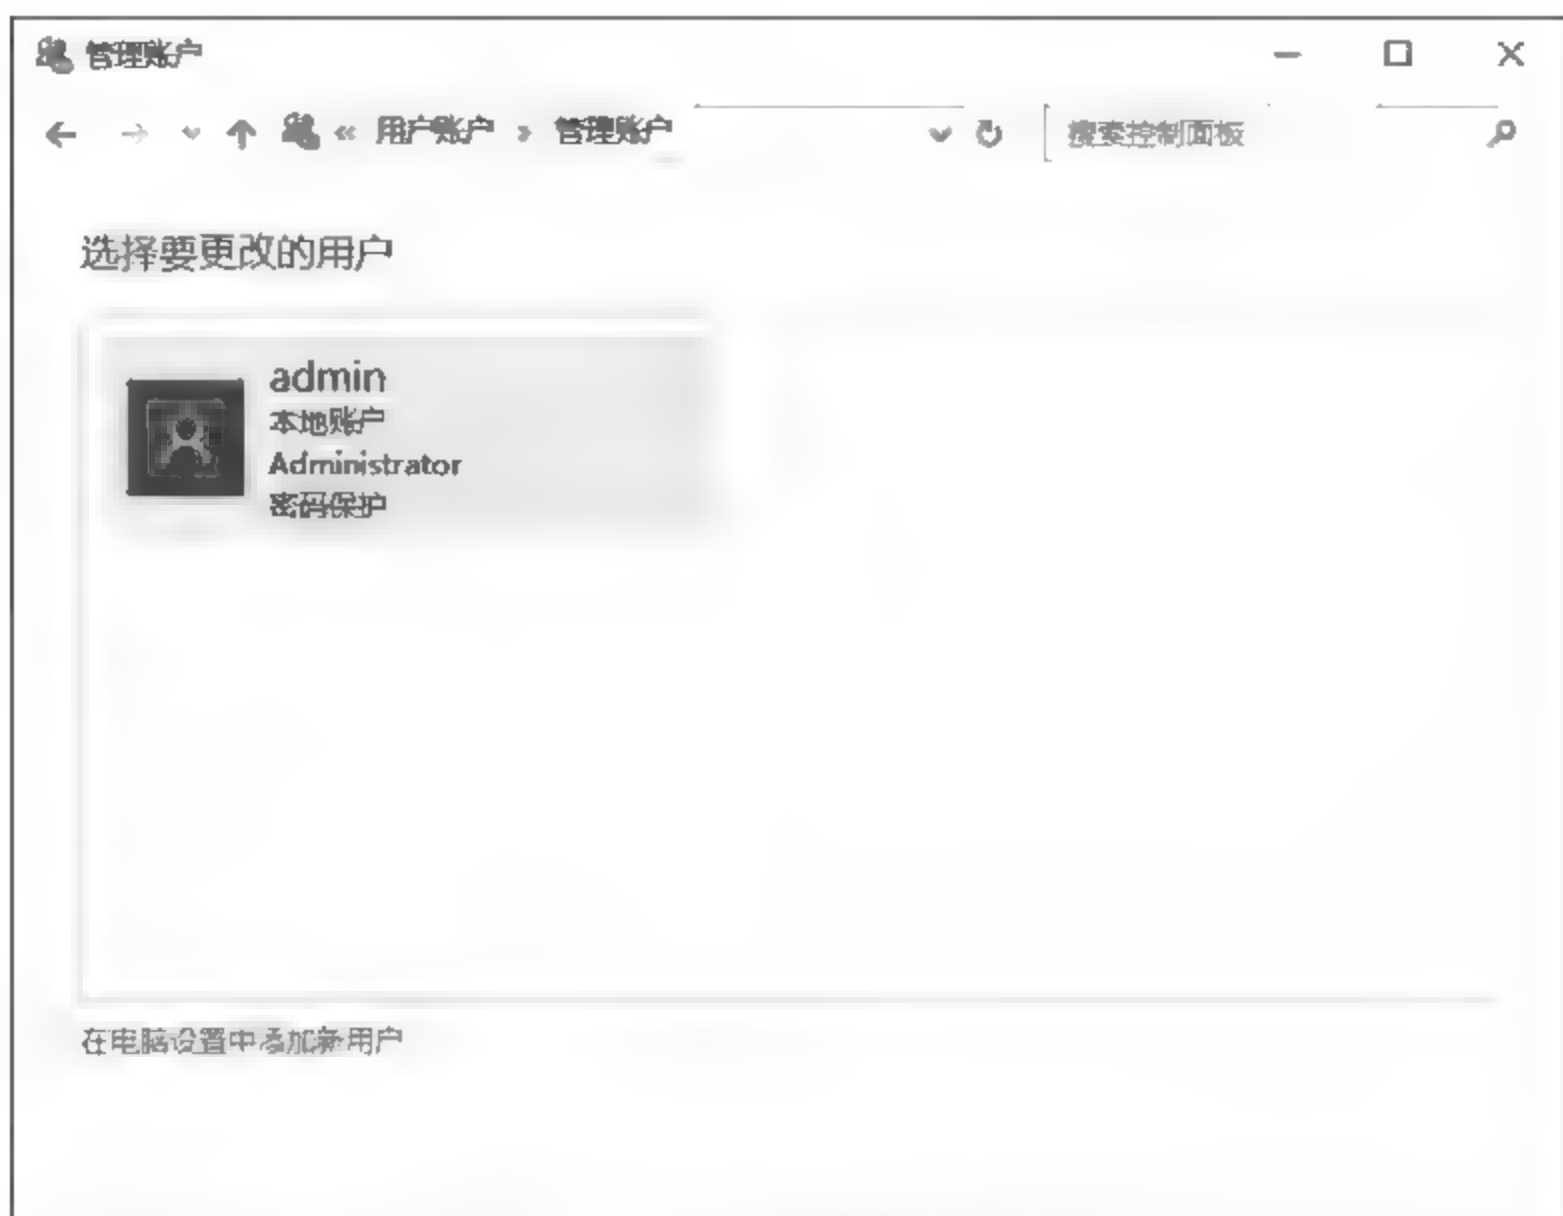 管理账户
« 用户账户 › 管理账户
搜索控制面板
选择要更改的用户
admin
本地账户
Administrator
密码保护
在电脑设置中添加新用户